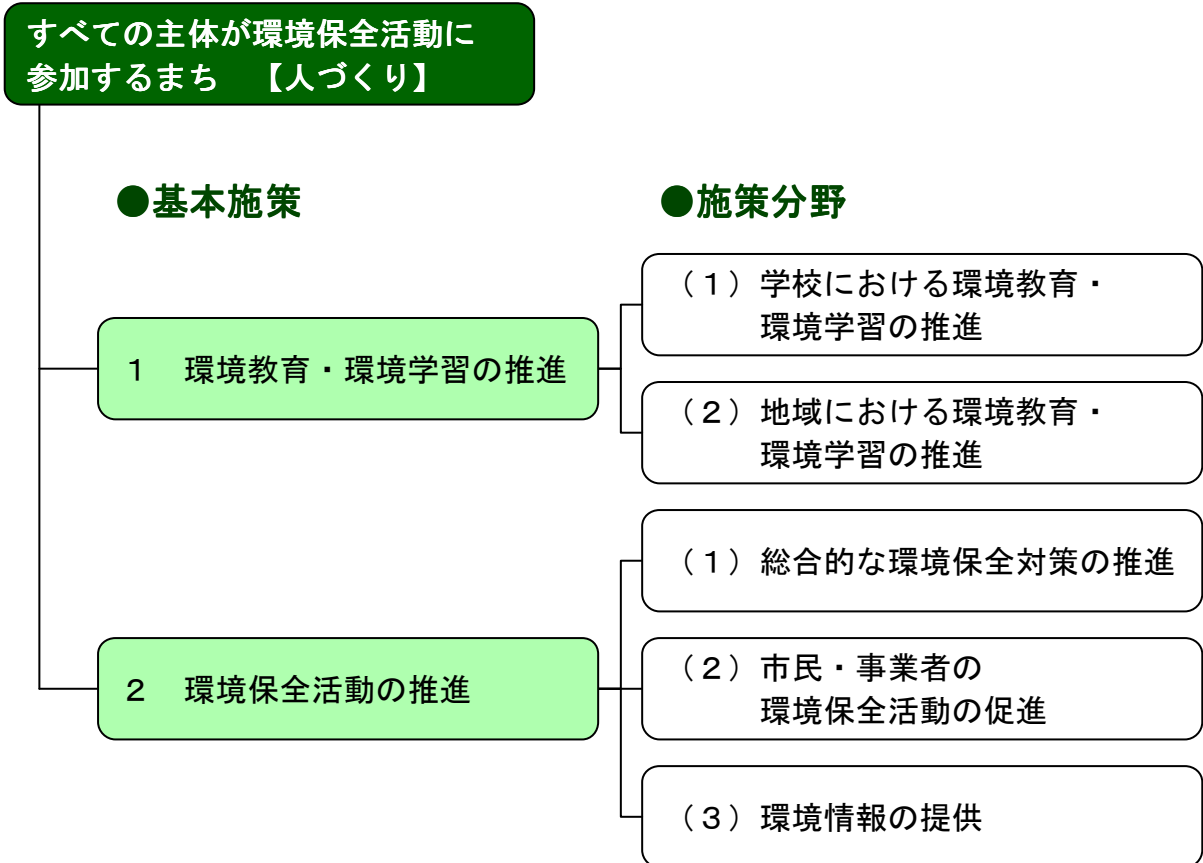 すべての主体が環境保全活動に
参加するまち　【人づくり】
●基本施策
●施策分野
１　環境教育・環境学習の推進
（１）学校における環境教育・
環境学習の推進
（２）地域における環境教育・
環境学習の推進
２　環境保全活動の推進
（１）総合的な環境保全対策の推進
（２）市民・事業者の
環境保全活動の促進
（３）環境情報の提供